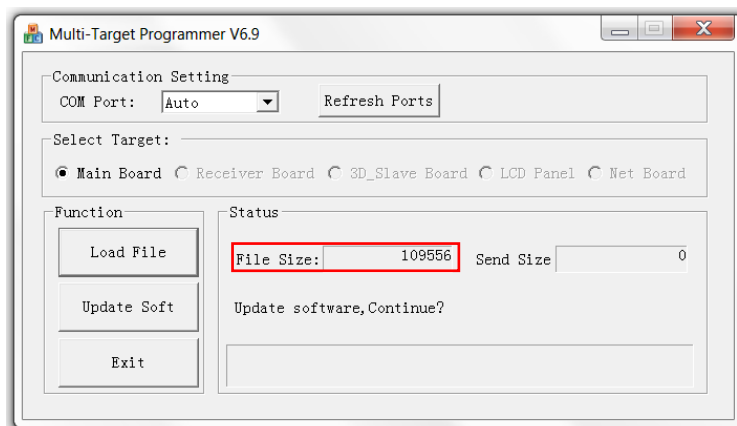 Multi-Target Programmer V6.9
Communication Setting
COM Port: Auto Refresh Ports
Select Target:
Main Board Receiver Board 3D_Slave Board LCD Panel Net Board
Function
Load File
Update Soft
Exit
Status
File Size: 109556 Send Size 0
Update software,Continue?